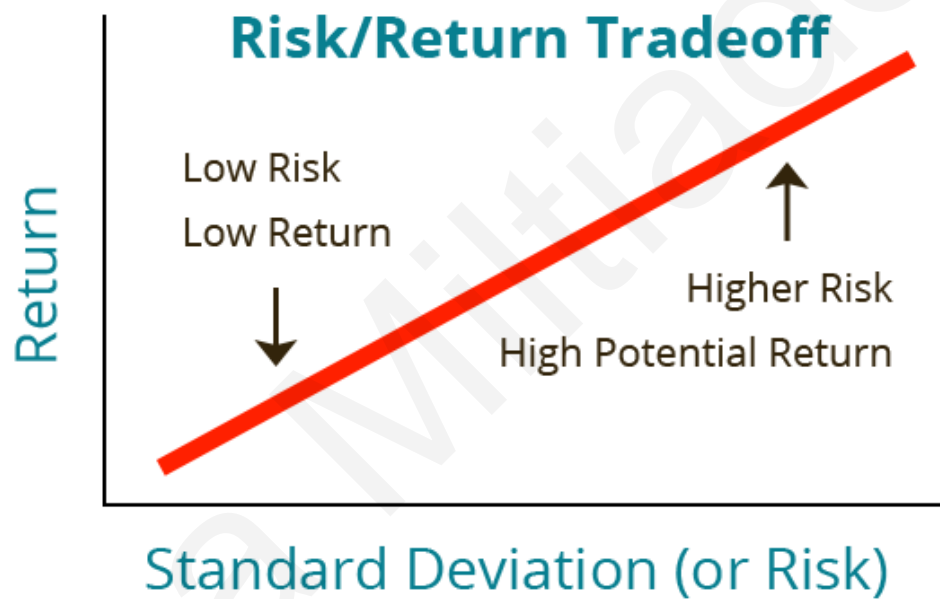 Risk/Return Tradeoff
Low Risk
Low Return
Higher Risk
High Potential Return
Return
Standard Deviation (or Risk)